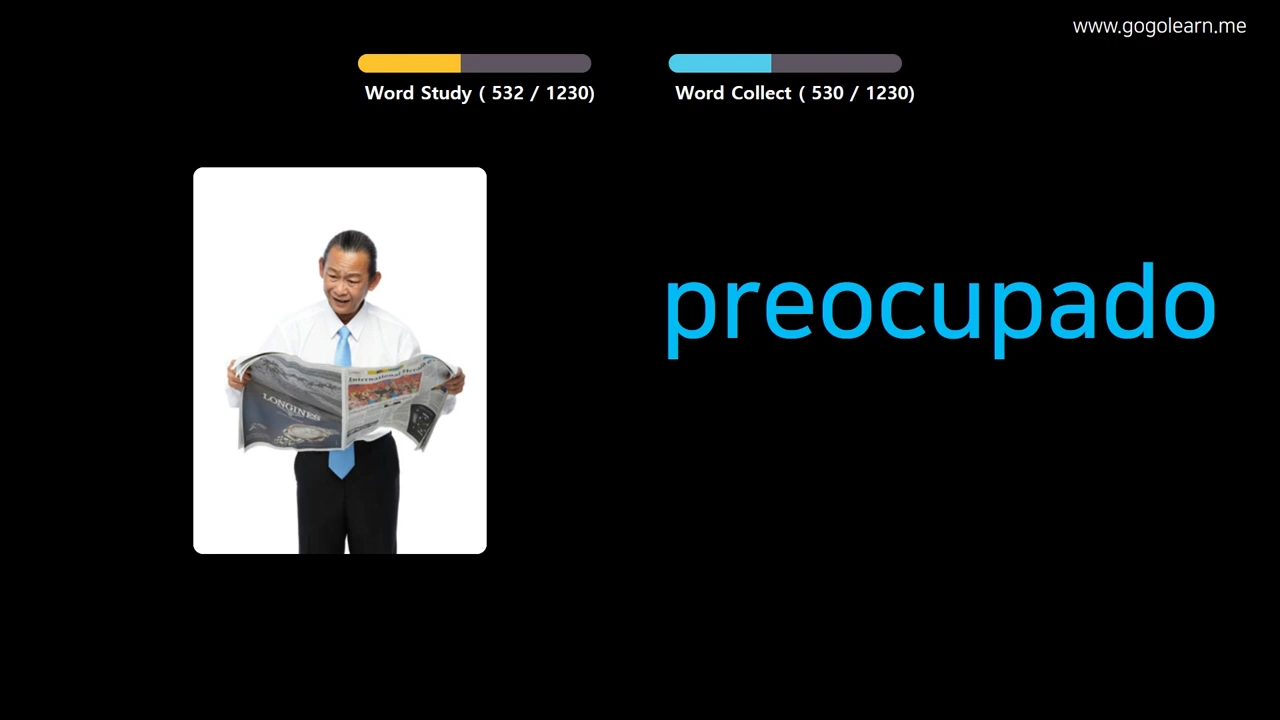 www.gogolearn.me
Word Study ( 532 / 1230)
Word Collect ( 530 / 1230)
preocupado
International Herald
LONGINES